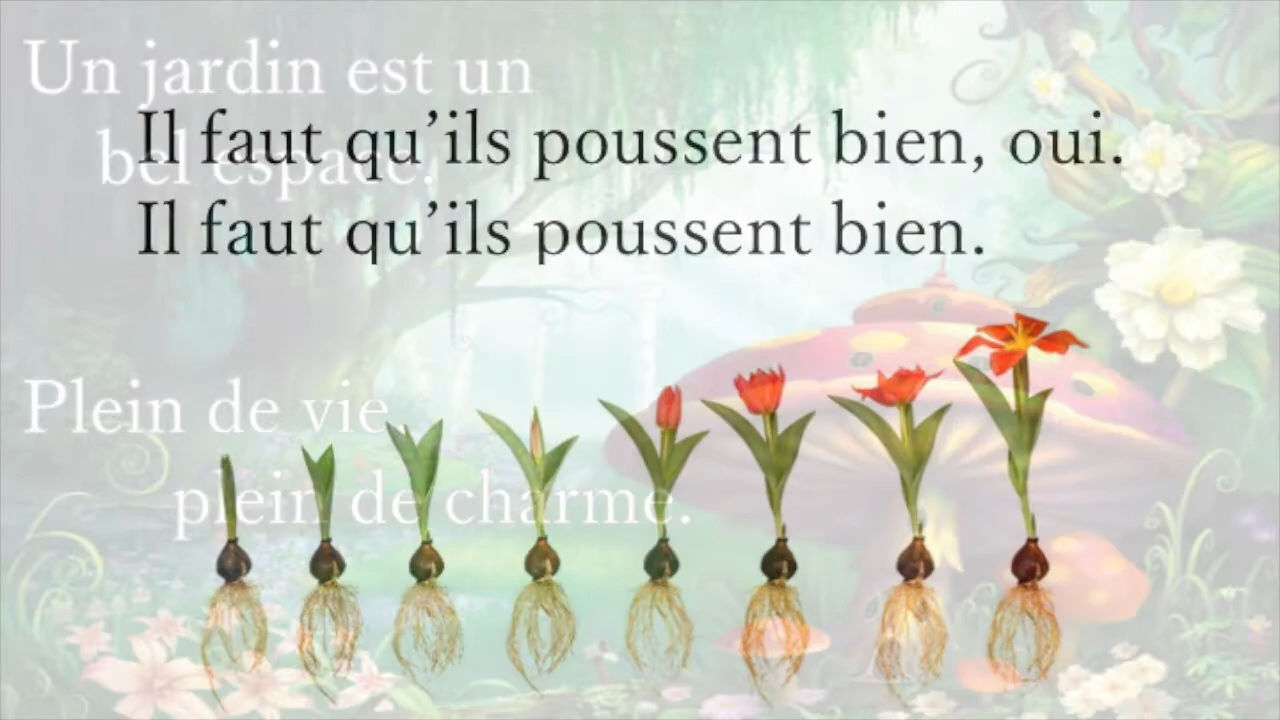 Un jardin est un
Il faut qu’ils poussent bien, oui.
bel espace.
Il faut qu’ils poussent bien.
Plein de vie,
plein de charme.